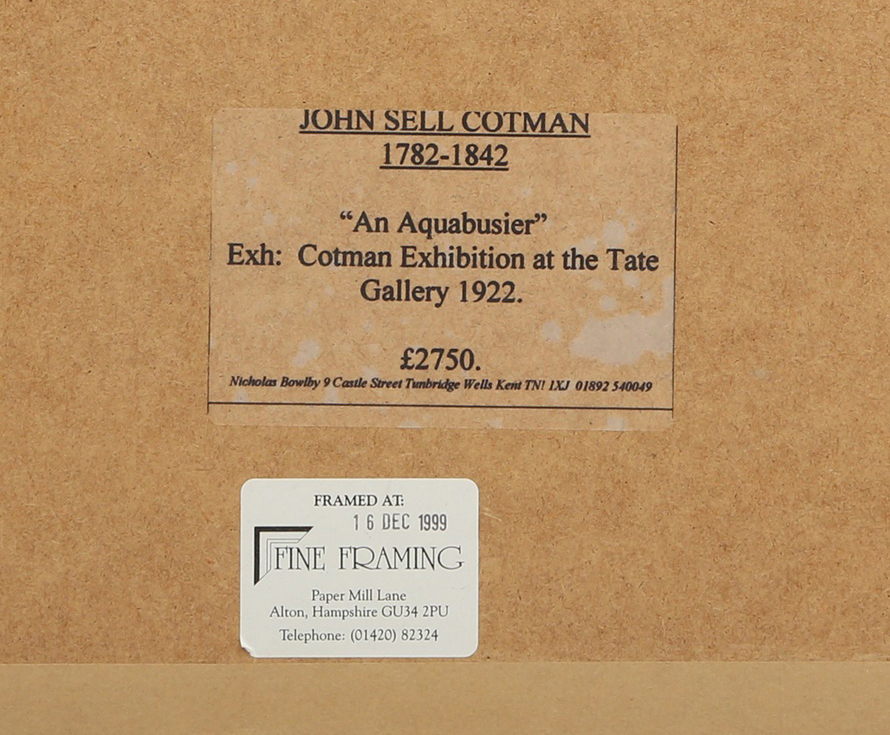 JOHN SELL COTMAN
1782-1842
“An Aquabusier”
Exh: Cotman Exhibition at the Tate
Gallery 1922.
£2750.
Nicholas Bowlby 9 Castle Street Tunbridge Wells Kent TN! 1XJ 01892 540049
FRAMED AT:
16 DEC 1999
FINE FRAMING
Paper Mill Lane
Alton, Hampshire GU34 2PU
Telephone: (01420) 82324